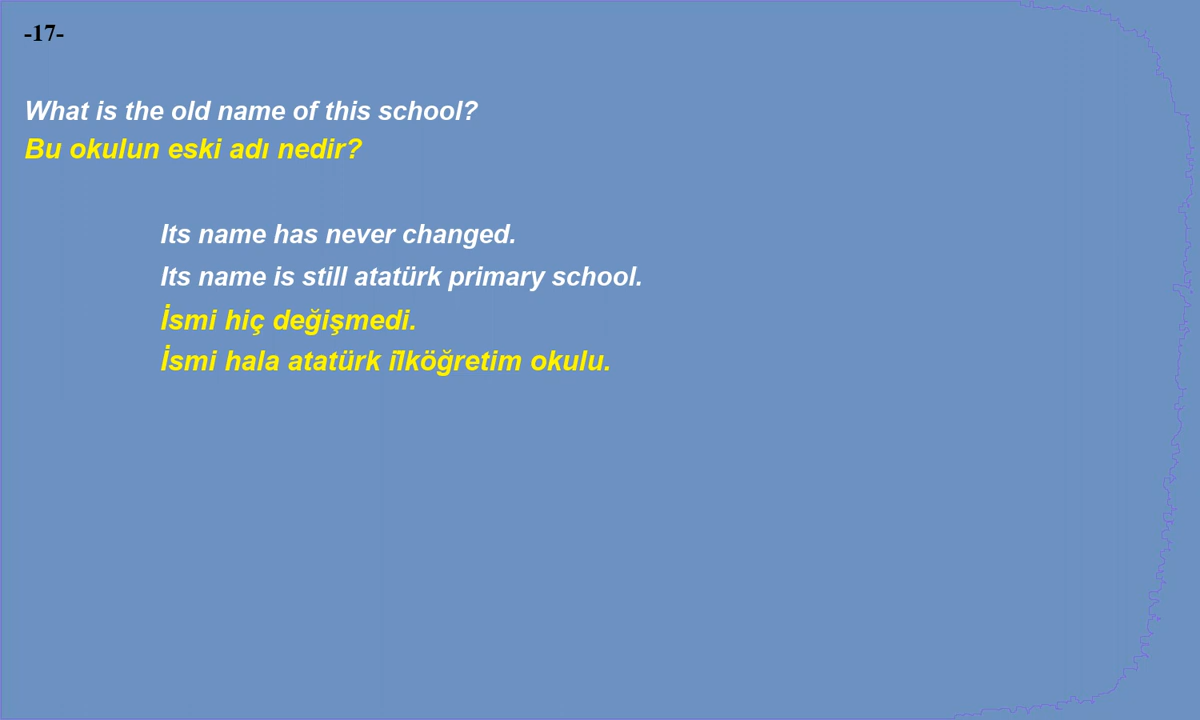 -17-
What is the old name of this school?
Bu okulun eski adı nedir?
Its name has never changed.
Its name is still atatürk primary school.
İsmi hiç değişmedi.
İsmi hala atatürk i̇lköğretim okulu.